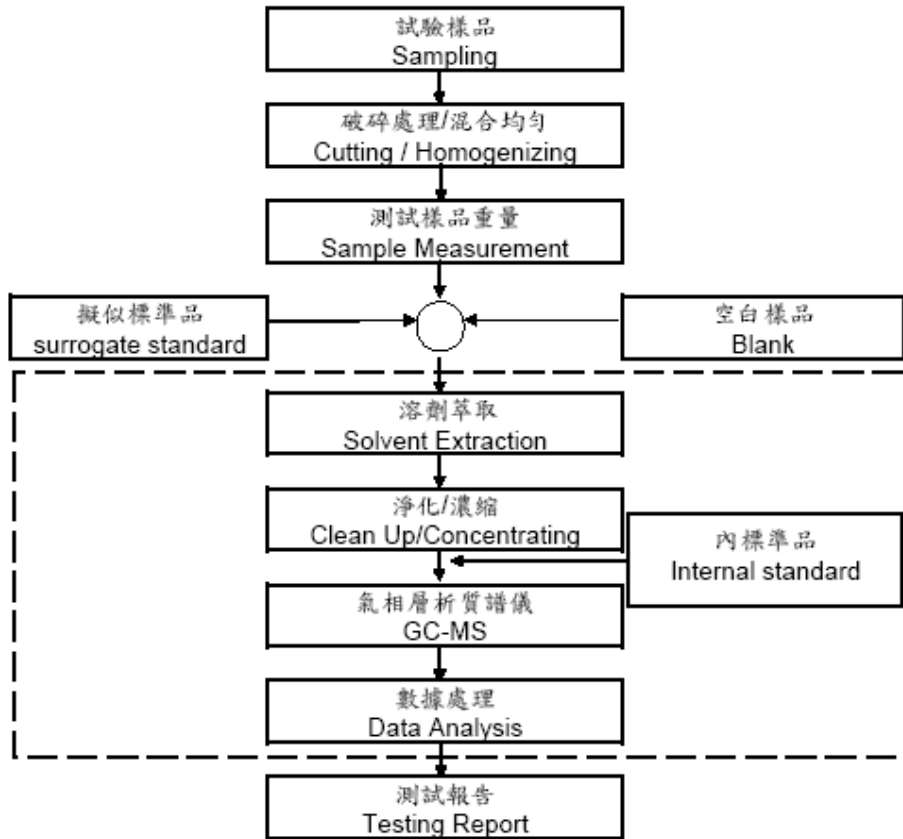 試驗樣品
Sampling
破碎處理/混合均勻
Cutting / Homogenizing
測試樣品重量
Sample Measurement
擬似標準品
surrogate standard
空白樣品
Blank
溶劑萃取
Solvent Extraction
淨化/濃縮
Clean Up/Concentrating
內標準品
Internal standard
氣相層析質譜儀
GC-MS
數據處理
Data Analysis
測試報告
Testing Report